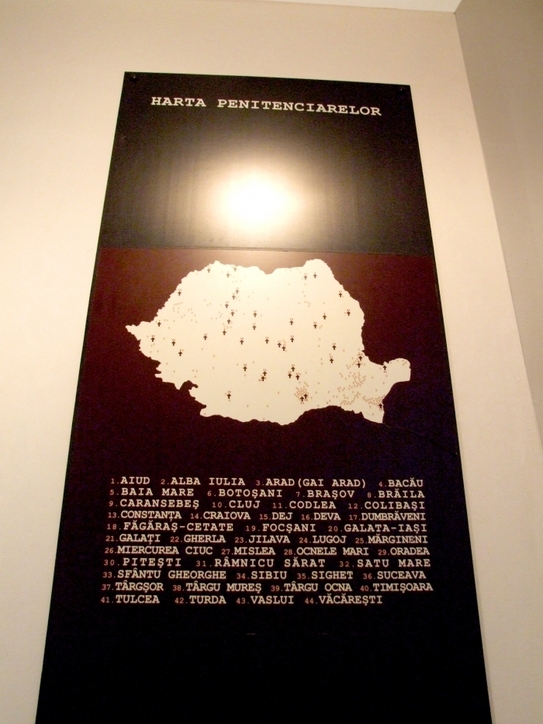 HARTA PENITENCIARELOR
1.AIUD 2.ALBA IULIA 3.ARAD(GAI ARAD) 4.BACĂU
5.BAIA MARE 6.BOTOŞANI 7.BRAŞOV 8.BRĂILA
9.CARANSEBEŞ 10.CLUJ 11.CODLEA 12.COLIBAŞI
13.CONSTANŢA 14.CRAIOVA 15.DEJ 16.DEVA 17.DUMBRĂVENI
18.FĂGĂRAŞ-CETATE 19.FOCŞANI 20.GALATA-IAŞI
21.GALAŢI 22.GHERLA 23.JILAVA 24.LUGOJ 25.MĂRGINENI
26.MIERCUREA CIUC 27.MISLEA 28.OCNELE MARI 29.ORADEA
30.PITEŞTI 31.RÂMNICU SĂRAT 32.SATU MARE
33.SFÂNTU GHEORGHE 34.SIBIU 35.SIGHET 36.SUCEAVA
37.TÂRGŞOR 38.TÂRGU MUREŞ 39.TÂRGU OCNA 40.TIMIŞOARA
41.TULCEA 42.TURDA 43.VASLUI 44.VĂCĂREŞTI